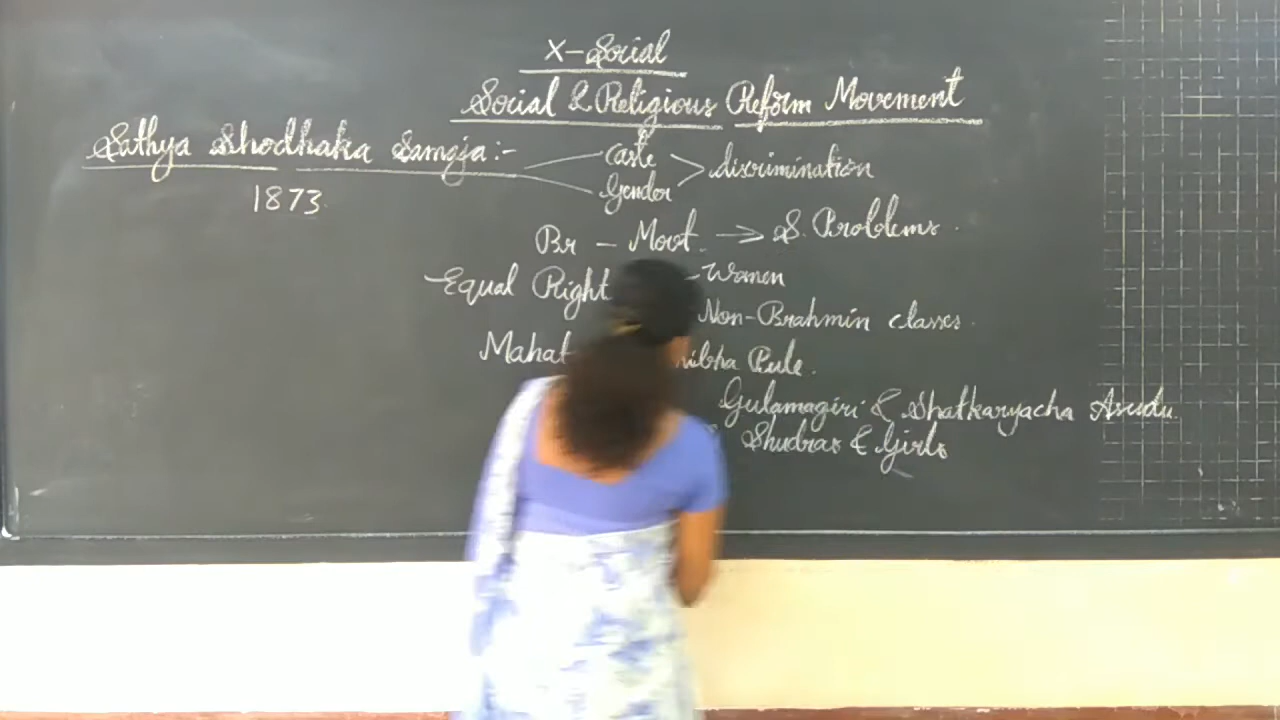 X-Social
Social & Religious Reform Movement
Sathya Shodhaka Samaja:-
Caste
Gender
discrimination
1873.
Br - Movt. → S. Problems.
Equal Right - Women
Non-Brahmin classes.
Mahat nibha Pule.
Gulamagiri & Shatkaryacha Asudu.
Shudras & Girls